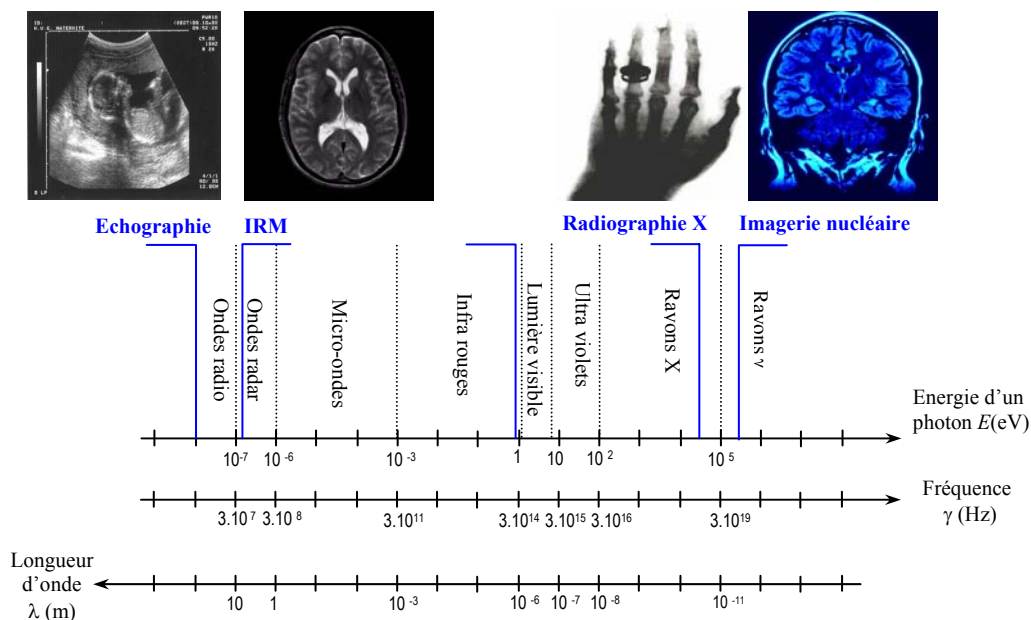 ID:
H.U.G. MATERNITE
Echographie
IRM
Radiographie X
Imagerie nucléaire
Ondes radio
Ondes radar
Micro-ondes
Infra rouges
Lumière visible
Ultra violets
Rayons X
Rayons γ
Energie d'un
photon E(eV)
10⁻⁷ 10⁻⁶ 10⁻³ 1 10 10² 10⁵
Fréquence
γ (Hz)
3.10⁷ 3.10⁸ 3.10¹¹ 3.10¹⁴ 3.10¹⁵ 3.10¹⁶ 3.10¹⁹
Longueur
d'onde
λ (m)
10 1 10⁻³ 10⁻⁶ 10⁻⁷ 10⁻⁸ 10⁻¹¹